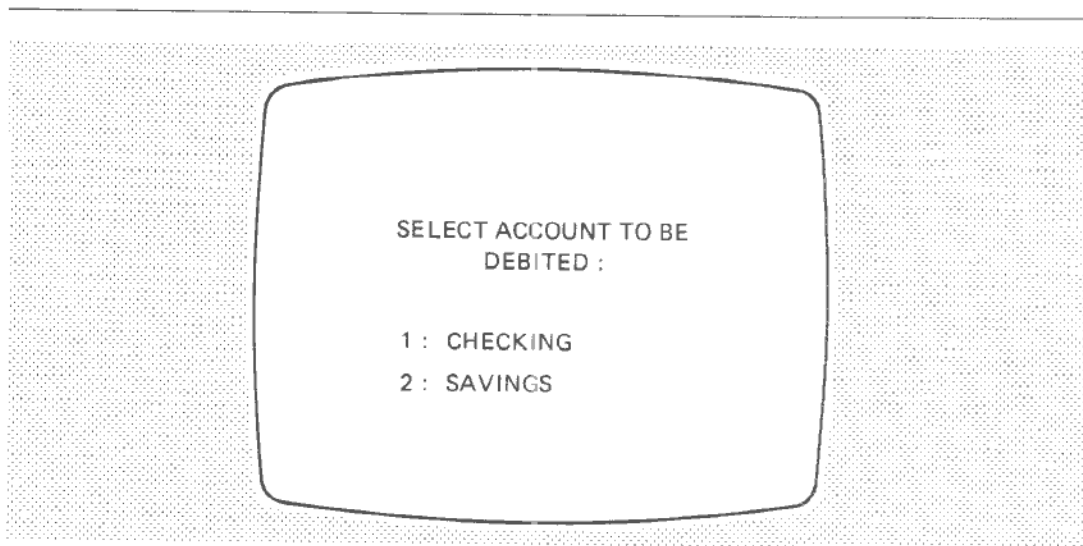 SELECT ACCOUNT TO BE
DEBITED :
1 : CHECKING
2 : SAVINGS